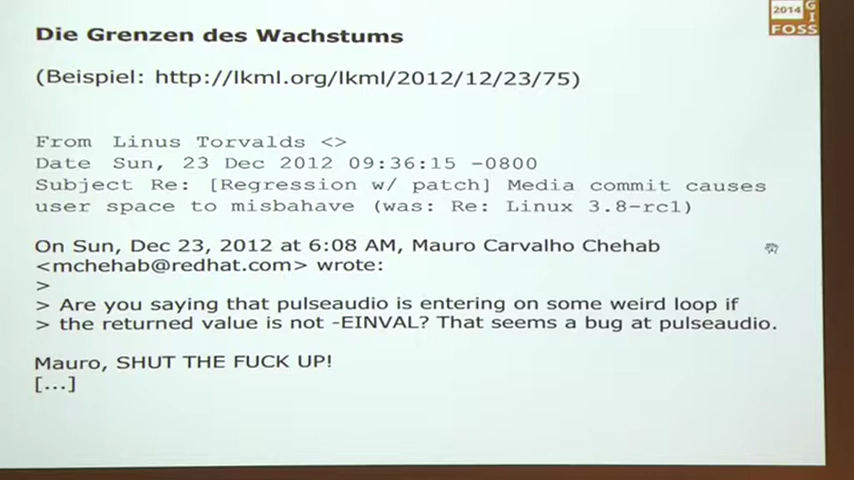 Die Grenzen des Wachstums
2014
GI
FOSS
(Beispiel: http://lkml.org/lkml/2012/12/23/75)
From Linus Torvalds <>
Date Sun, 23 Dec 2012 09:36:15 -0800
Subject Re: [Regression w/ patch] Media commit causes
user space to misbahave (was: Re: Linux 3.8-rc1)
On Sun, Dec 23, 2012 at 6:08 AM, Mauro Carvalho Chehab
<mchehab@redhat.com> wrote:
>
> Are you saying that pulseaudio is entering on some weird loop if
> the returned value is not -EINVAL? That seems a bug at pulseaudio.
Mauro, SHUT THE FUCK UP!
[...]